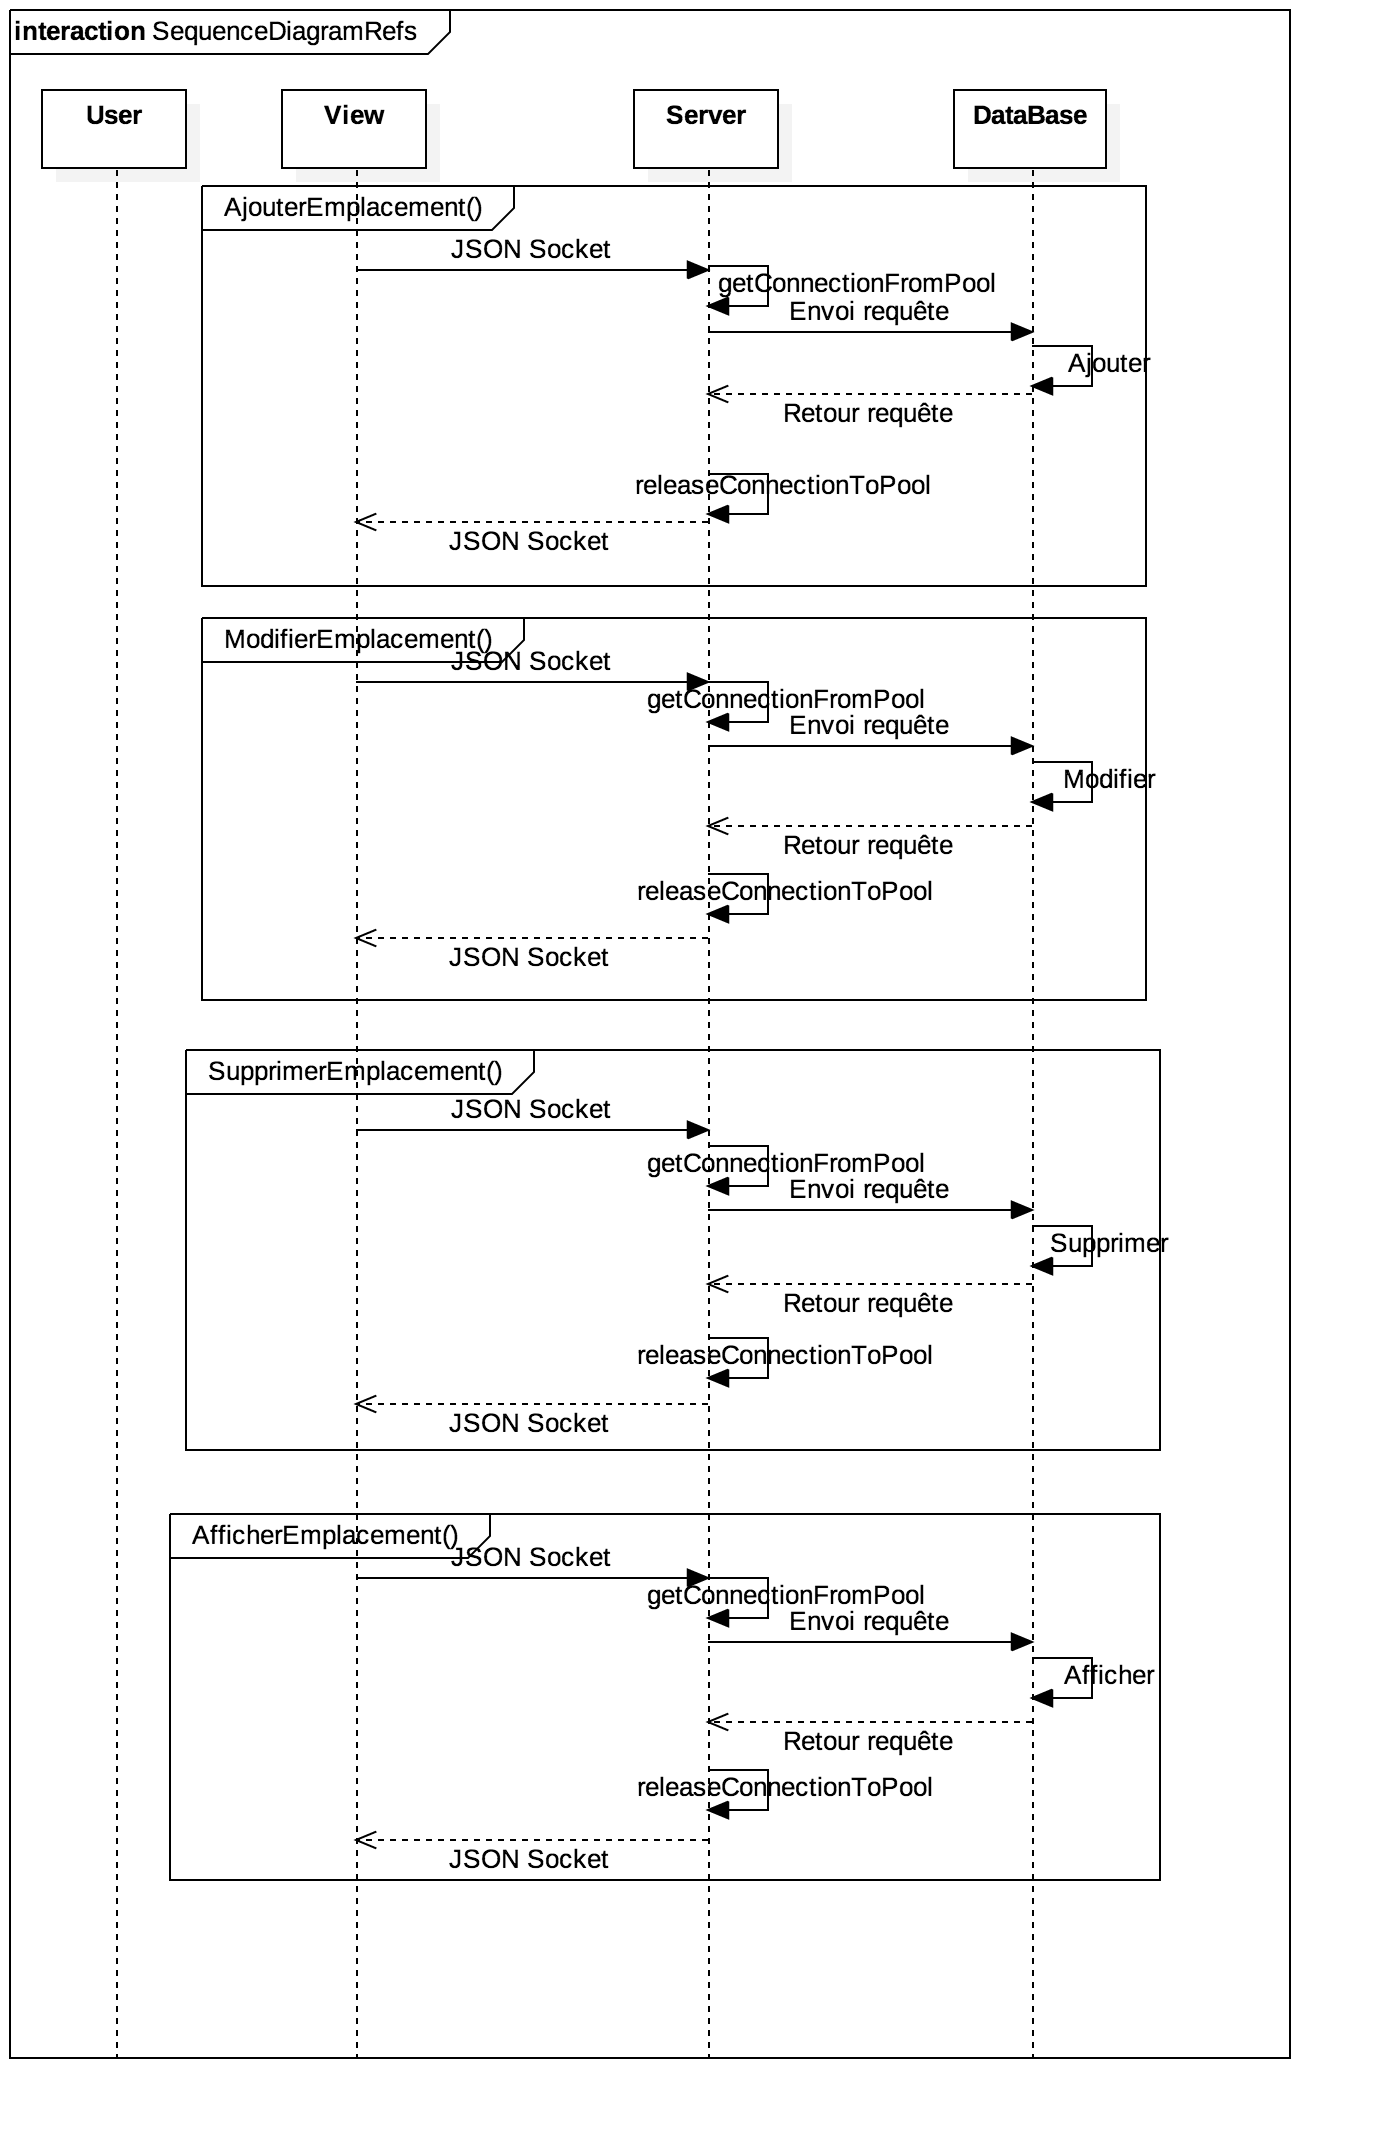 interaction SequenceDiagramRefs
User
View
Server
DataBase
AjouterEmplacement()
JSON Socket
getConnectionFromPool
Envoi requête
Ajouter
Retour requête
releaseConnectionToPool
JSON Socket
ModifierEmplacement()
JSON Socket
getConnectionFromPool
Envoi requête
Modifier
Retour requête
releaseConnectionToPool
JSON Socket
SupprimerEmplacement()
JSON Socket
getConnectionFromPool
Envoi requête
Supprimer
Retour requête
releaseConnectionToPool
JSON Socket
AfficherEmplacement()
JSON Socket
getConnectionFromPool
Envoi requête
Afficher
Retour requête
releaseConnectionToPool
JSON Socket